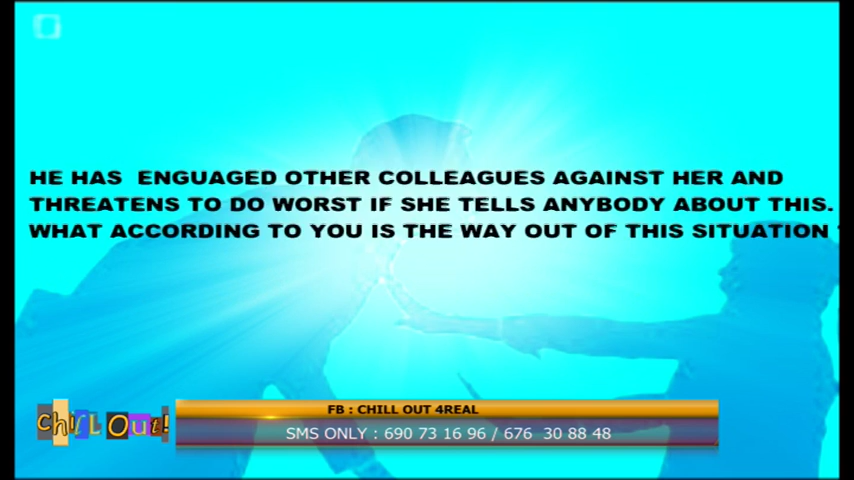 HE HAS ENGUAGED OTHER COLLEAGUES AGAINST HER AND
THREATENS TO DO WORST IF SHE TELLS ANYBODY ABOUT THIS.
WHAT ACCORDING TO YOU IS THE WAY OUT OF THIS SITUATION ?
chiLL Out!
FB : CHILL OUT 4REAL
SMS ONLY : 690 73 16 96 / 676 30 88 48